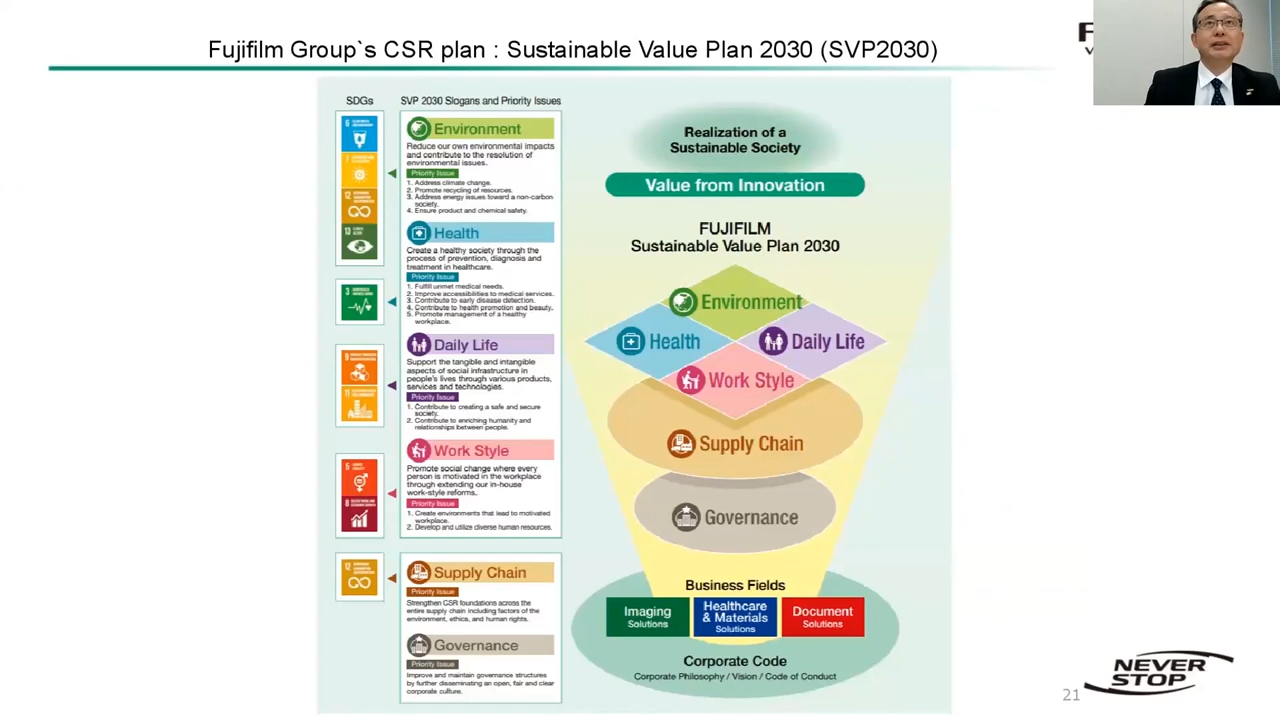 Fujifilm Group`s CSR plan : Sustainable Value Plan 2030 (SVP2030)
SDGs
SVP 2030 Slogans and Priority Issues
6
7
12
13
Environment
Reduce our own environmental impacts
and contribute to the resolution of
environmental issues.
Priority Issue
1. Address climate change.
2. Promote recycling of resources.
3. Address energy issues toward a non-carbon
society.
4. Ensure product and chemical safety.
3
Health
Create a healthy society through the
process of prevention, diagnosis and
treatment in healthcare.
Priority Issue
1. Fulfill unmet medical needs.
2. Improve accessibilities to medical services.
3. Contribute to early disease detection.
4. Contribute to health promotion and beauty.
5. Promote management of a healthy
workplace.
9
11
Daily Life
Support the tangible and intangible
aspects of social infrastructure in
people's lives through various products,
services and technologies.
Priority Issue
1. Contribute to creating a safe and secure
society.
2. Contribute to enriching humanity and
relationships between people.
5
8
Work Style
Promote social change where every
person is motivated in the workplace
through extending our in-house
work-style reforms.
Priority Issue
1. Create environments that lead to motivated
workplace.
2. Develop and utilize diverse human resources.
12
Supply Chain
Priority Issue
Strengthen CSR foundations across the
entire supply chain including factors of the
environment, ethics, and human rights.
Governance
Priority Issue
Improve and maintain governance structures
by further disseminating an open, fair and clear
corporate culture.
Realization of a
Sustainable Society
Value from Innovation
FUJIFILM
Sustainable Value Plan 2030
Environment
Health
Daily Life
Work Style
Supply Chain
Governance
Business Fields
Imaging
Solutions
Healthcare
& Materials
Solutions
Document
Solutions
Corporate Code
Corporate Philosophy / Vision / Code of Conduct
NEVER
STOP
21